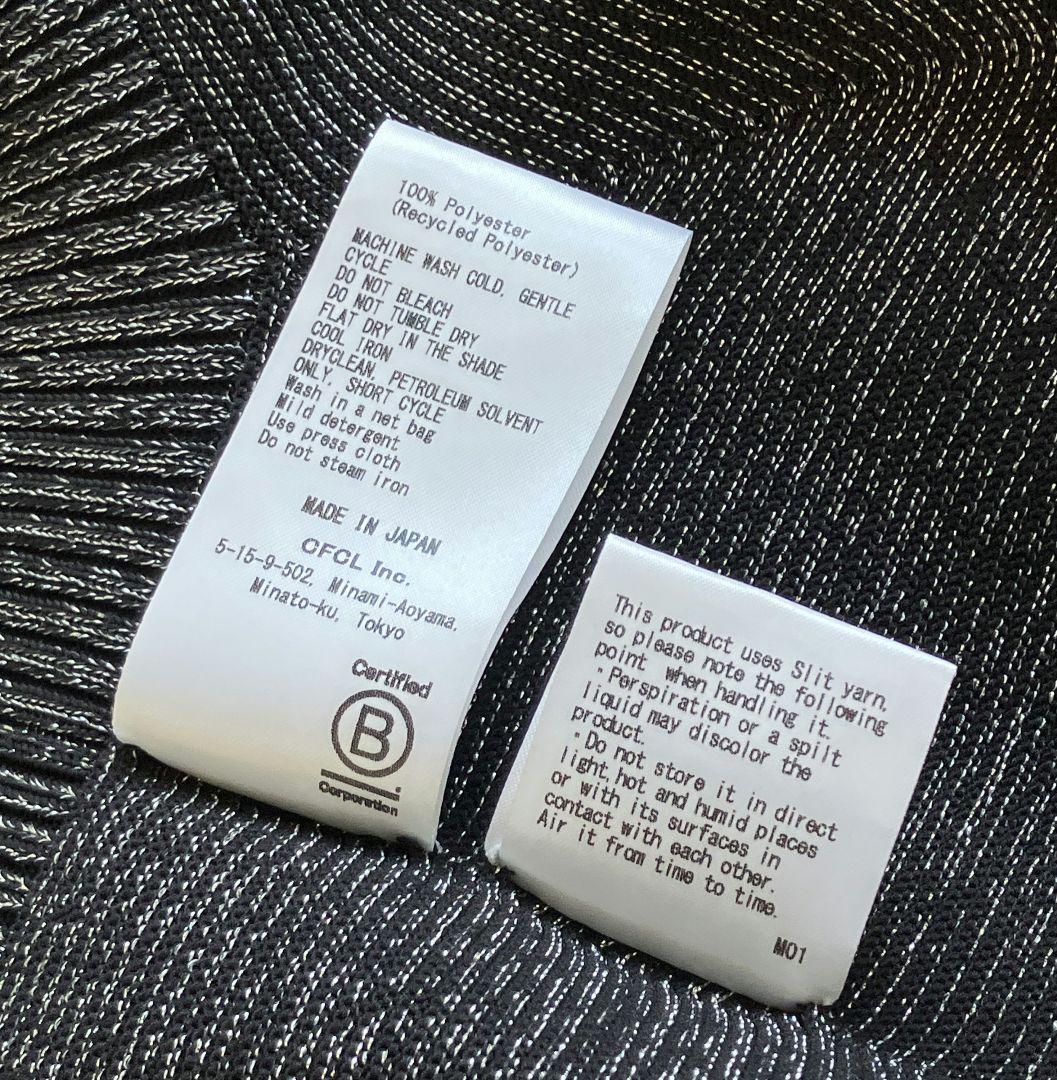 100% Polyester
(Recycled Polyester)
MACHINE WASH COLD, GENTLE
CYCLE
DO NOT BLEACH
DO NOT TUMBLE DRY
FLAT DRY IN THE SHADE
COOL IRON
DRYCLEAN, PETROLEUM SOLVENT
ONLY, SHORT CYCLE
Wash in a net bag
Mild detergent
Use press cloth
Do not steam iron
MADE IN JAPAN
CFCL Inc.
5-15-9-502, Minami-Aoyama,
Minato-ku, Tokyo
Certified
B
Corporation
This product uses Slit yarn,
so please note the following
point when handling it.
・Perspiration or a spilt
liquid may discolor the
product.
・Do not store it in direct
light,hot and humid places
or with its surfaces in
contact with each other.
Air it from time to time.
M01